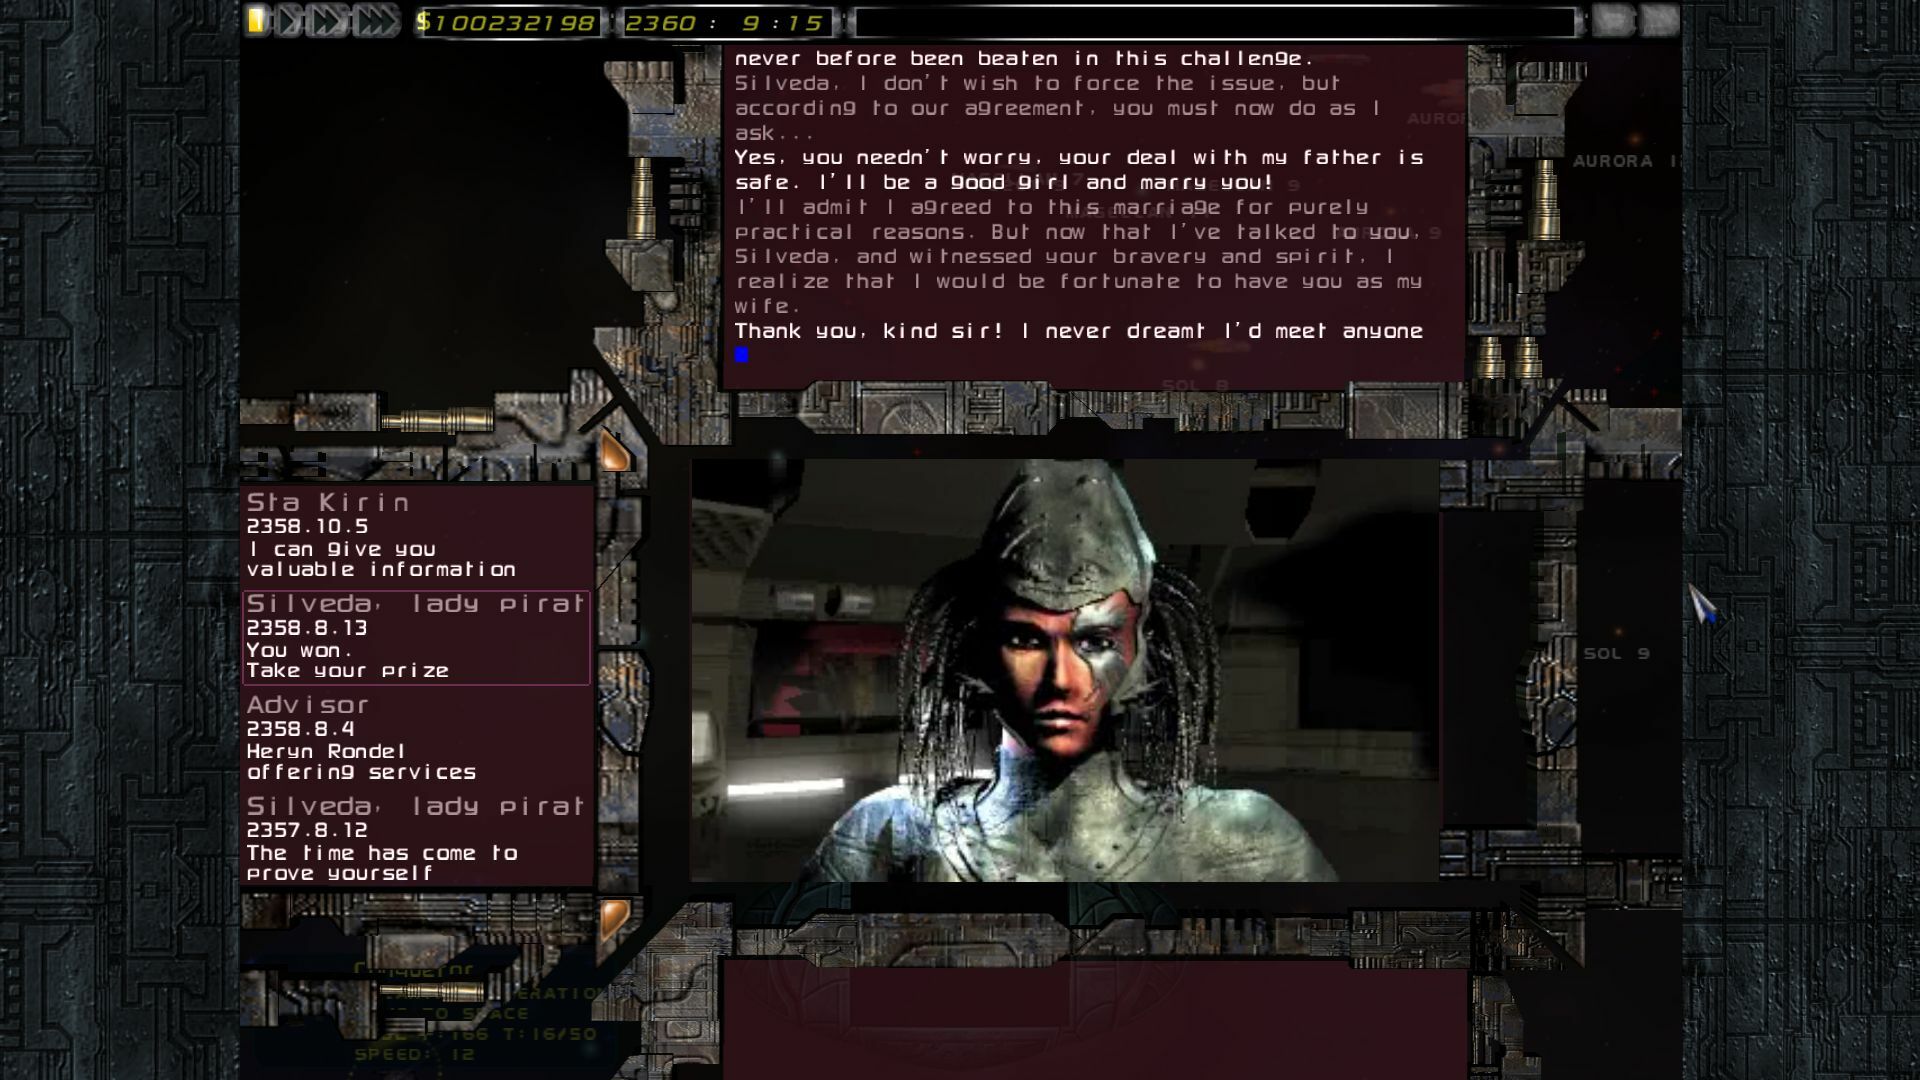 $100232198 2360 : 9 : 15
never before been beaten in this challenge.
Silveda, I don't wish to force the issue, but
according to our agreement, you must now do as I
ask...
Yes, you needn't worry, your deal with my father is
safe. I'll be a good girl and marry you!
I'll admit I agreed to this marriage for purely
practical reasons. But now that I've talked to you,
Silveda, and witnessed your bravery and spirit, I
realize that I would be fortunate to have you as my
wife.
Thank you, kind sir! I never dreamt I'd meet anyone
AURORA
SOL 8
SOL 9
Sta Kirin
2358.10.5
I can give you
valuable information
Silveda, lady pirat
2358.8.13
You won.
Take your prize
Advisor
2358.8.4
Heryn Rondel
offering services
Silveda, lady pirat
2357.8.12
The time has come to
prove yourself
Conqueror
SPACE
T:16/50
SPEED: 12